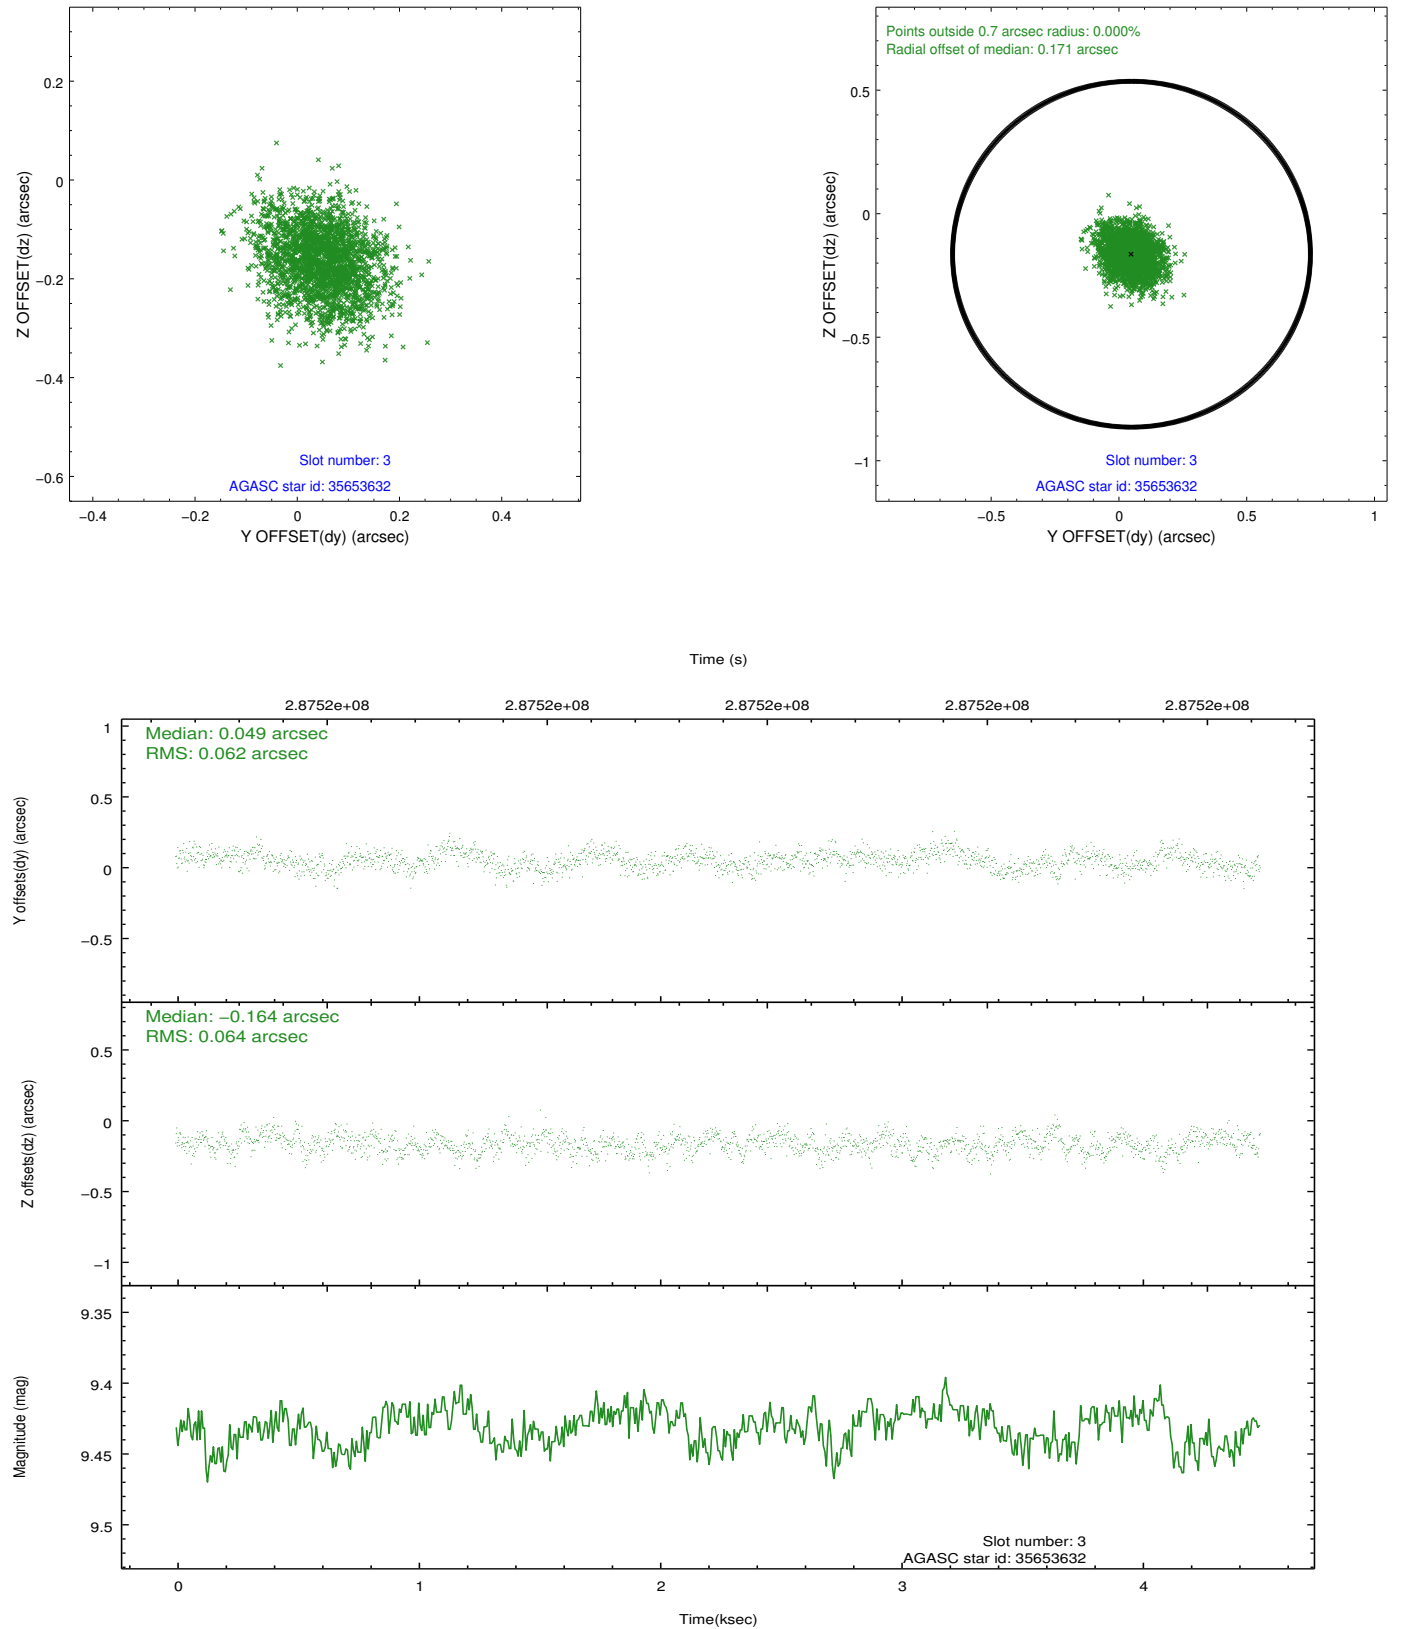 0.2
0
−0.2
−0.4
−0.6
Z OFFSET(dz) (arcsec)
Slot number: 3
AGASC star id: 35653632
−0.4 −0.2 0 0.2 0.4
Y OFFSET(dy) (arcsec)
Points outside 0.7 arcsec radius: 0.000%
Radial offset of median: 0.171 arcsec
0.5
0
−0.5
−1
Z OFFSET(dz) (arcsec)
Slot number: 3
AGASC star id: 35653632
−0.5 0 0.5 1
Y OFFSET(dy) (arcsec)
Time (s)
2.8752e+08 2.8752e+08 2.8752e+08 2.8752e+08 2.8752e+08
Median: 0.049 arcsec
RMS: 0.062 arcsec
1
0.5
0
−0.5
Y offsets(dy) (arcsec)
Median: −0.164 arcsec
RMS: 0.064 arcsec
0.5
0
−0.5
−1
Z offsets(dz) (arcsec)
9.35
9.4
9.45
9.5
Magnitude (mag)
Slot number: 3
AGASC star id: 35653632
0 1 2 3 4
Time(ksec)